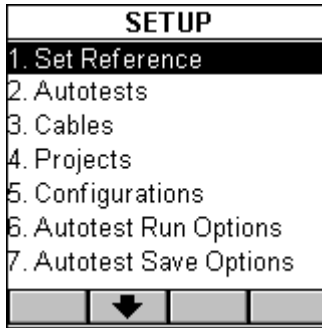 SETUP
1. Set Reference
2. Autotests
3. Cables
4. Projects
5. Configurations
6. Autotest Run Options
7. Autotest Save Options